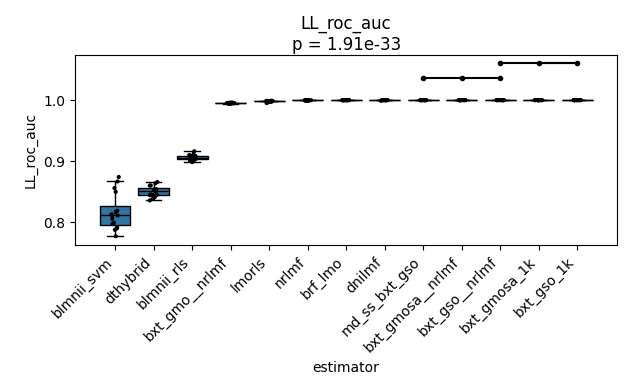 LL_roc_auc
p = 1.91e-33
LL_roc_auc
1.0
0.9
0.8
blmnii_svm
dthybrid
blmnii_rls
bxt_gmo__nrlmf
lmorls
nrlmf
brf_lmo
dnilmf
md_ss_bxt_gso
bxt_gmosa__nrlmf
bxt_gso__nrlmf
bxt_gmosa_1k
bxt_gso_1k
estimator